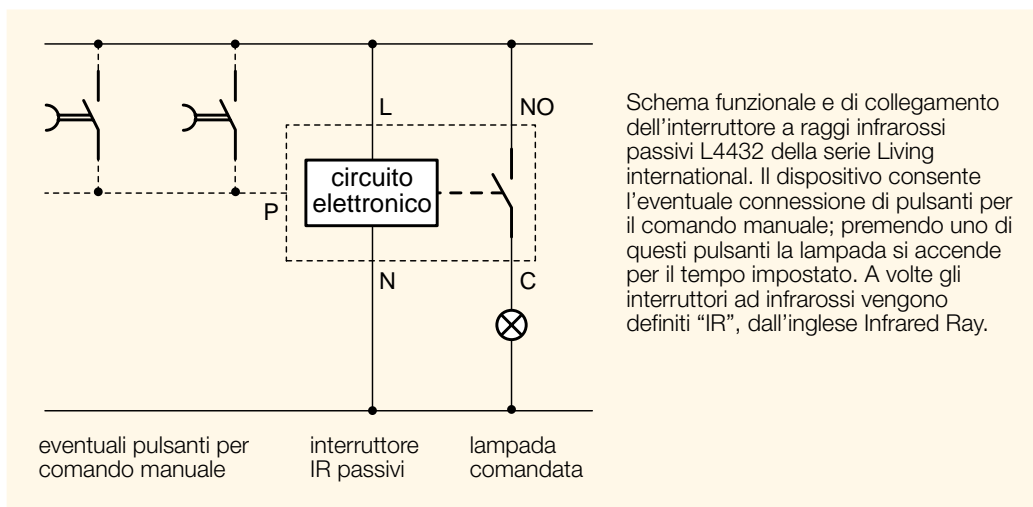 L
NO
circuito
elettronico
P
N
C
eventuali pulsanti per
comando manuale
interruttore
IR passivi
lampada
comandata
Schema funzionale e di collegamento
dell’interruttore a raggi infrarossi
passivi L4432 della serie Living
international. Il dispositivo consente
l’eventuale connessione di pulsanti per
il comando manuale; premendo uno di
questi pulsanti la lampada si accende
per il tempo impostato. A volte gli
interruttori ad infrarossi vengono
definiti “IR”, dall’inglese Infrared Ray.